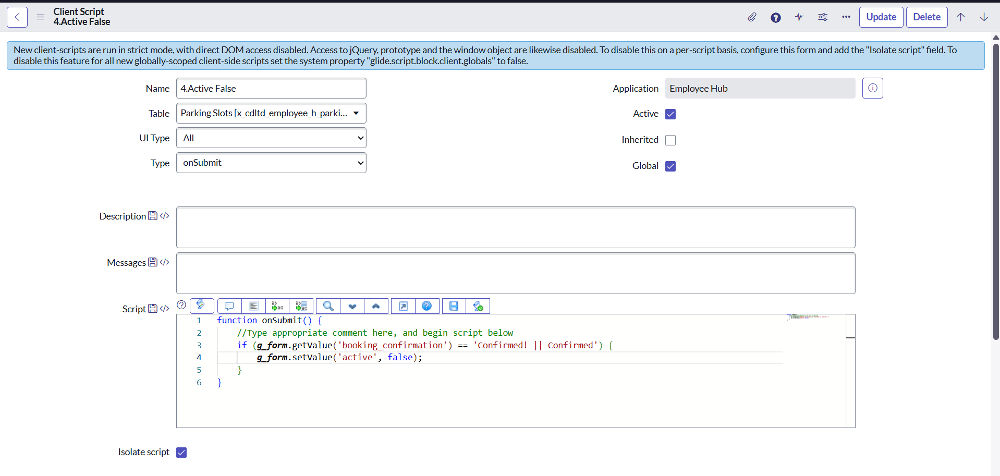 Client Script
4.Active False
Update
Delete
New client-scripts are run in strict mode, with direct DOM access disabled. Access to jQuery, prototype and the window object are likewise disabled. To disable this on a per-script basis, configure this form and add the "Isolate script" field. To
disable this feature for all new globally-scoped client-side scripts set the system property "glide.script.block.client.globals" to false.
Name 4.Active False
Application Employee Hub
Table Parking Slots [x_cdltd_employee_h_parki...
Active
UI Type All
Inherited
Type onSubmit
Global
Description
Messages
Script
1 function onSubmit() {
2 //Type appropriate comment here, and begin script below
3 if (g_form.getValue('booking_confirmation') == 'Confirmed! || Confirmed') {
4 g_form.setValue('active', false);
5 }
6 }
Isolate script